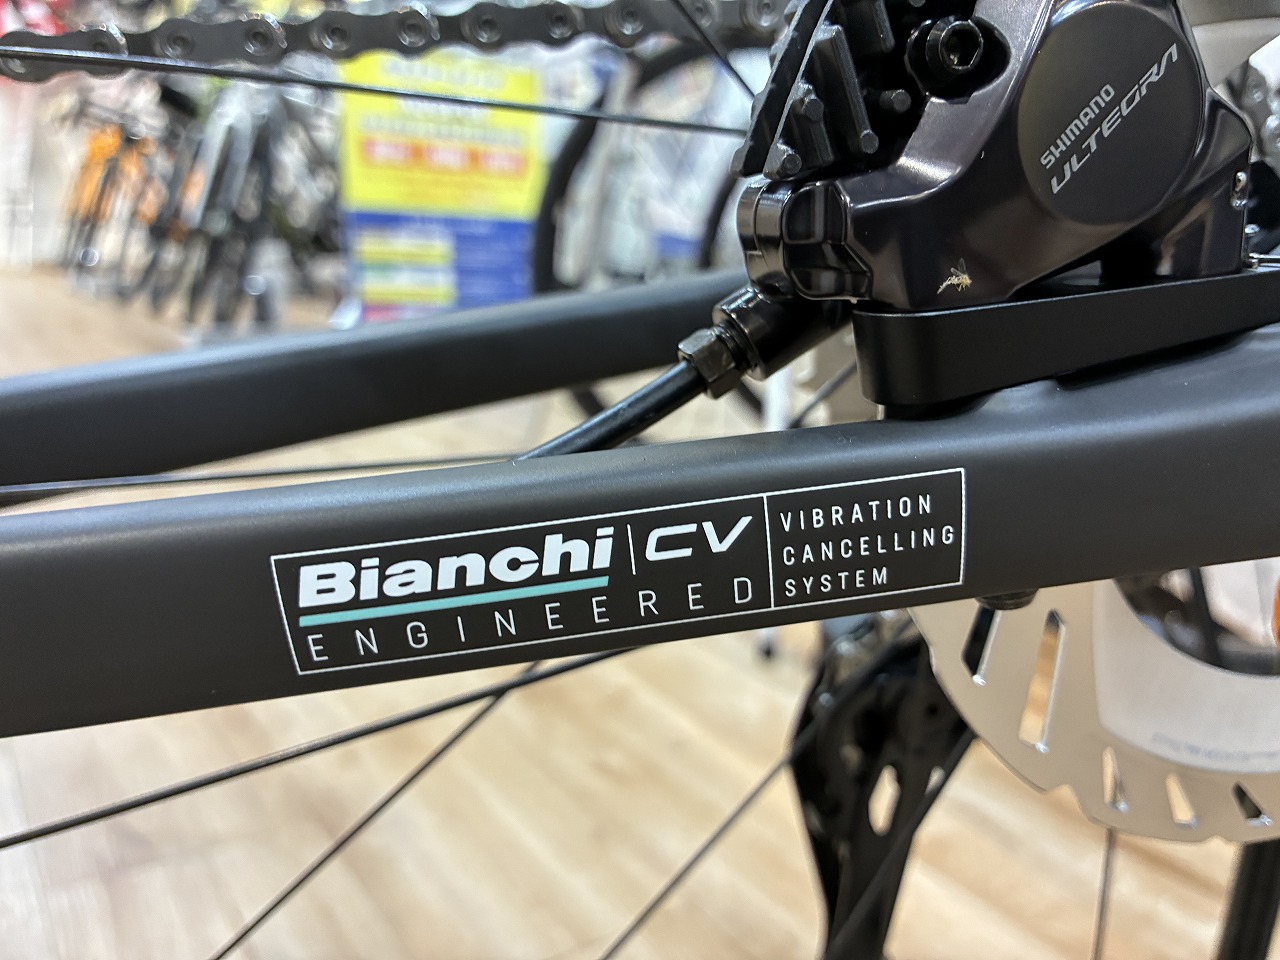 SHIMANO
ULTEGRA
Bianchi | CV
ENGINEERED
VIBRATION
CANCELLING
SYSTEM